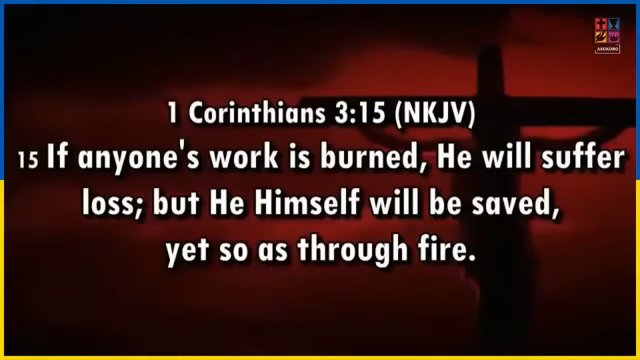 ASOKORO
1 Corinthians 3:15 (NKJV)
15 If anyone's work is burned, He will suffer
loss; but He Himself will be saved,
yet so as through fire.